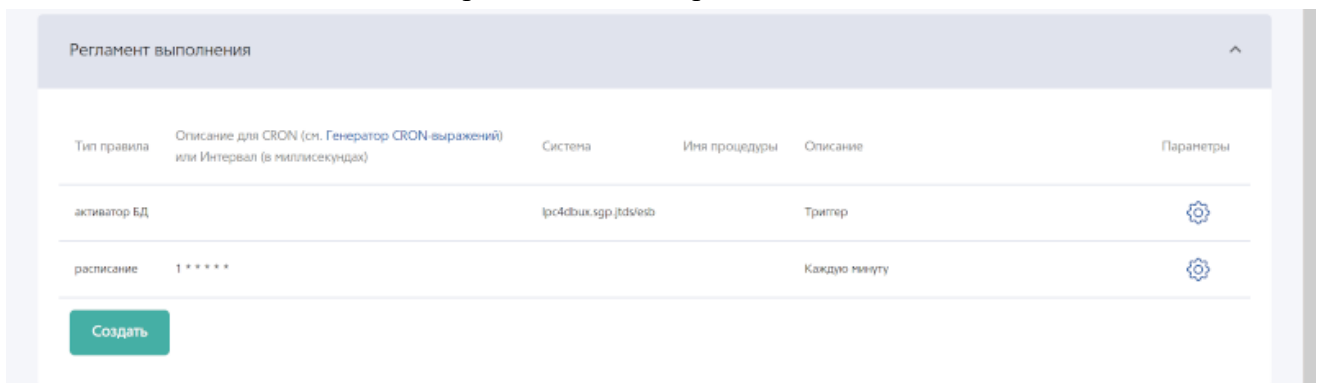 Регламент выполнения
Тип правила
Описание для CRON (см. Генератор CRON-выражений)
или Интервал (в миллисекундах)
Система
Имя процедуры
Описание
Параметры
активатор БД
lpc4dbux.sgp.jtds/esb
Триггер
расписание
1 * * * * *
Каждую минуту
Создать